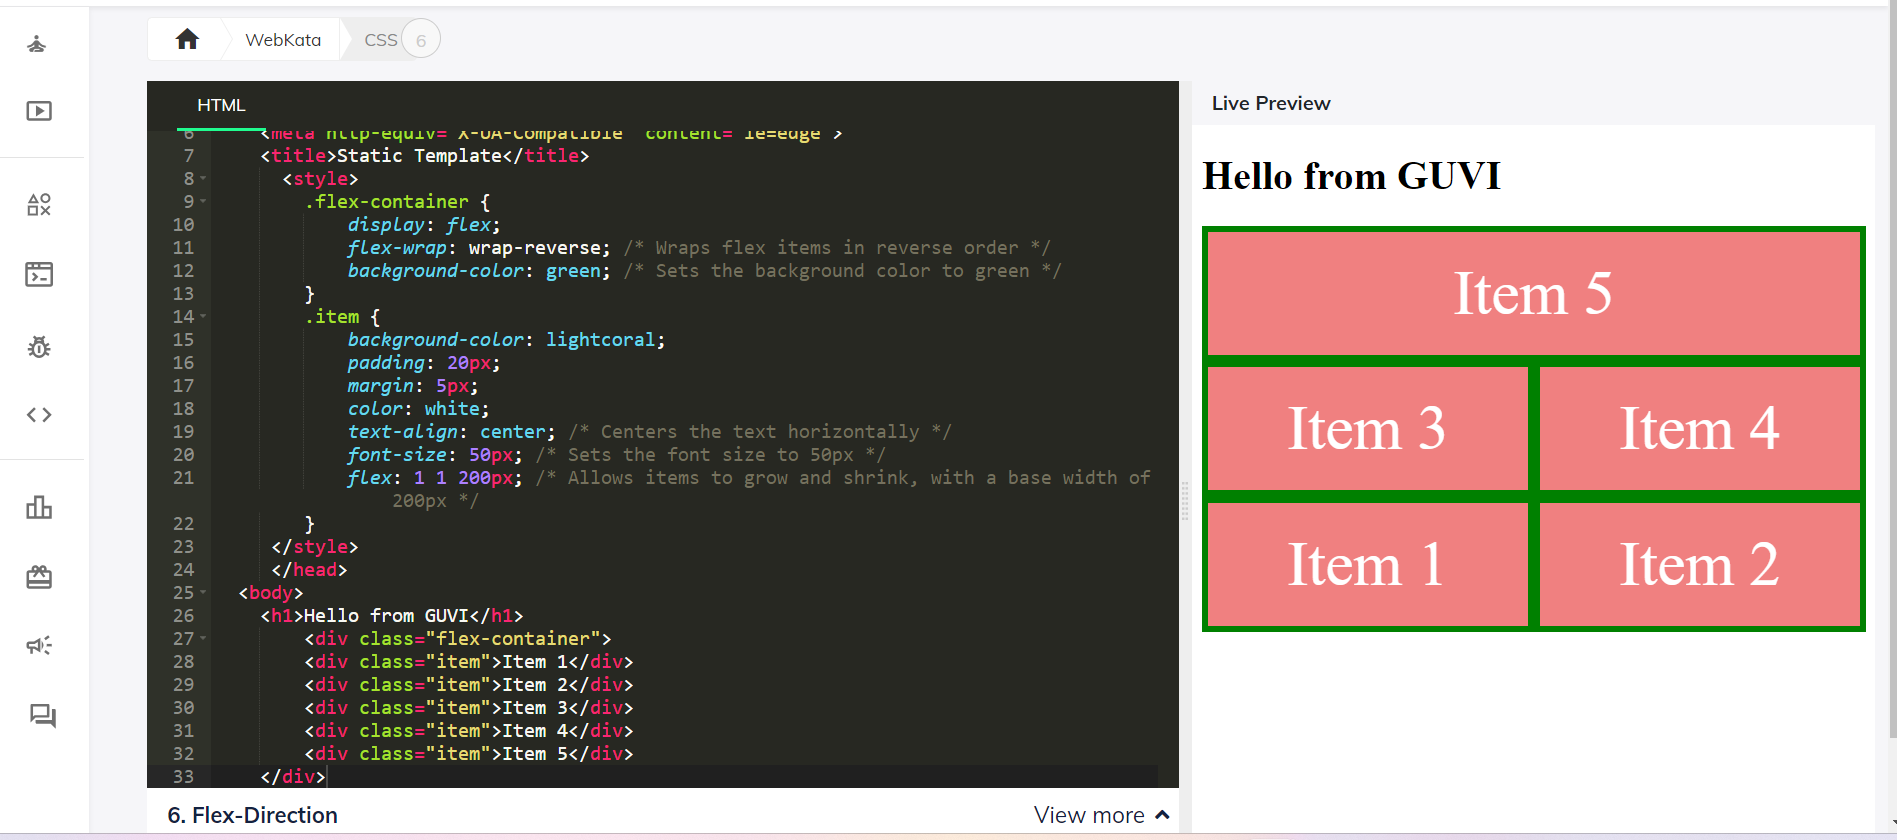 WebKata
CSS
6
HTML
Live Preview
6 <meta http-equiv="X-UA-Compatible" content="ie=edge">
7 <title>Static Template</title>
8 <style>
9 .flex-container {
10 display: flex;
11 flex-wrap: wrap-reverse; /* Wraps flex items in reverse order */
12 background-color: green; /* Sets the background color to green */
13 }
14 .item {
15 background-color: lightcoral;
16 padding: 20px;
17 margin: 5px;
18 color: white;
19 text-align: center; /* Centers the text horizontally */
20 font-size: 50px; /* Sets the font size to 50px */
21 flex: 1 1 200px; /* Allows items to grow and shrink, with a base width of
200px */
22 }
23 </style>
24 </head>
25 <body>
26 <h1>Hello from GUVI</h1>
27 <div class="flex-container">
28 <div class="item">Item 1</div>
29 <div class="item">Item 2</div>
30 <div class="item">Item 3</div>
31 <div class="item">Item 4</div>
32 <div class="item">Item 5</div>
33 </div>
6. Flex-Direction
View more
Hello from GUVI
Item 5
Item 3
Item 4
Item 1
Item 2